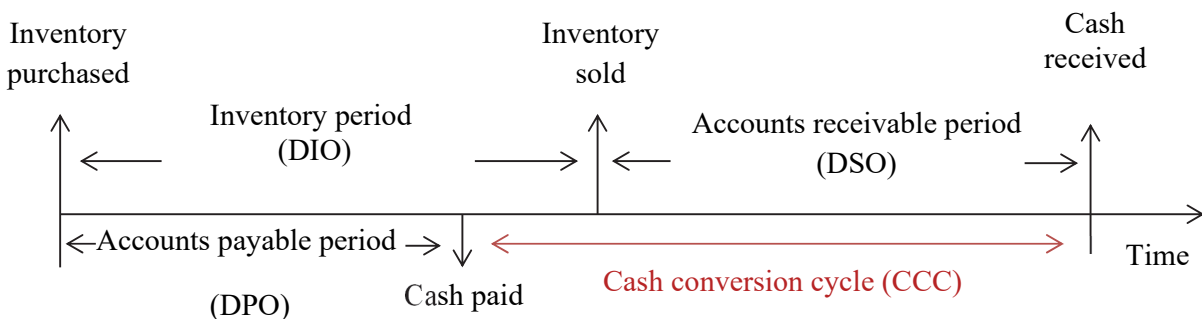 Inventory
purchased
Inventory
sold
Cash
received
Inventory period
(DIO)
Accounts receivable period
(DSO)
Accounts payable period
(DPO)
Cash paid
Cash conversion cycle (CCC)
Time